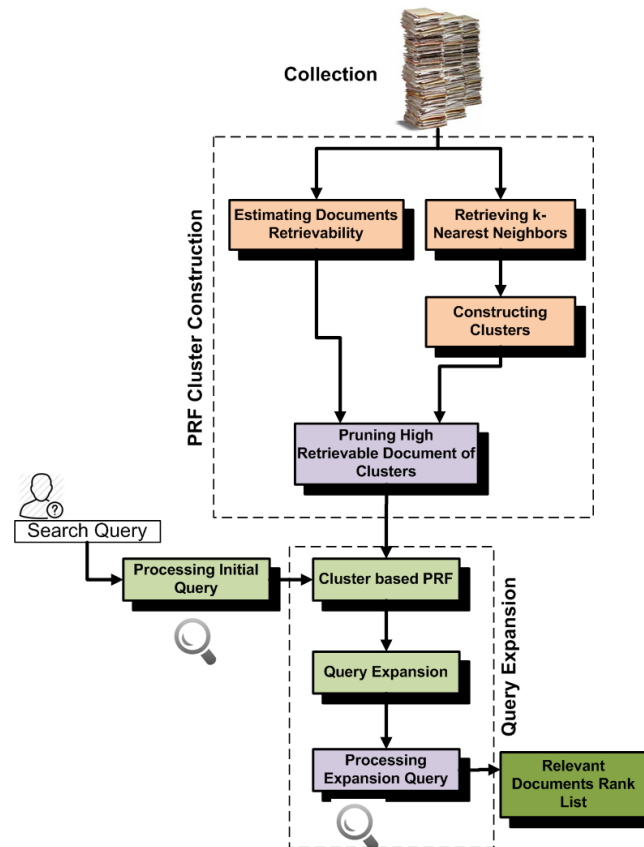 Collection
PRF Cluster Construction
Estimating Documents
Retrievability
Retrieving k-
Nearest Neighbors
Constructing
Clusters
Pruning High
Retrievable Document of
Clusters
?
Search Query
Processing Initial
Query
Cluster based PRF
Query Expansion
Query Expansion
Processing
Expansion Query
Relevant
Documents Rank
List